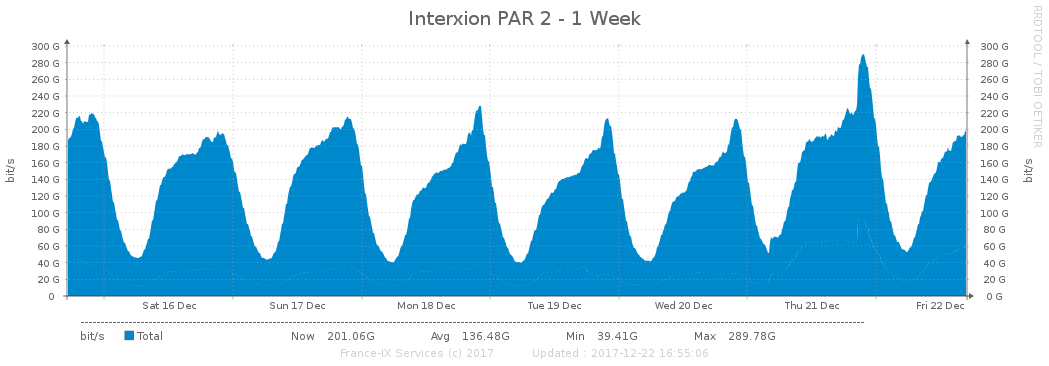 Interxion PAR 2 - 1 Week
RRDTOOL / TOBI OETIKER
300 G 300 G
280 G 280 G
260 G 260 G
240 G 240 G
220 G 220 G
200 G 200 G
180 G 180 G
160 G 160 G
140 G 140 G
120 G 120 G
100 G 100 G
80 G 80 G
60 G 60 G
40 G 40 G
20 G 20 G
0 0 G
bit/s
bit/s
Sat 16 Dec Sun 17 Dec Mon 18 Dec Tue 19 Dec Wed 20 Dec Thu 21 Dec Fri 22 Dec
bit/s Total Now 201.06G Avg 136.48G Min 39.41G Max 289.78G
France-IX Services (c) 2017 Updated : 2017-12-22 16:55:06